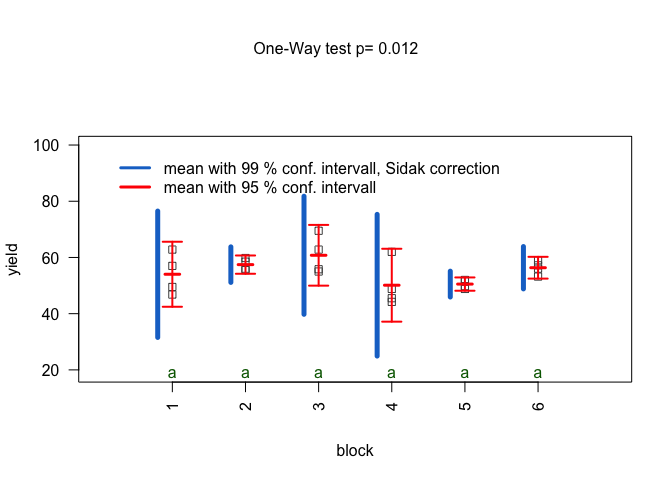 One-Way test p= 0.012
100
mean with 99 % conf. intervall, Sidak correction
mean with 95 % conf. intervall
80
60
40
20
yield
a a a a a a
1 2 3 4 5 6
block